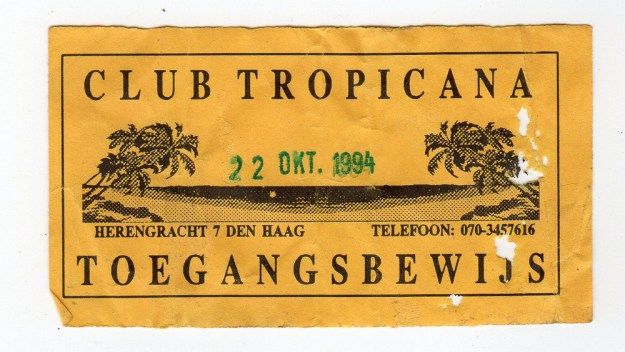 CLUB TROPICANA
22 OKT. 1994
HERENGRACHT 7 DEN HAAG TELEFOON: 070-3457616
TOEGANGSBEWIJS